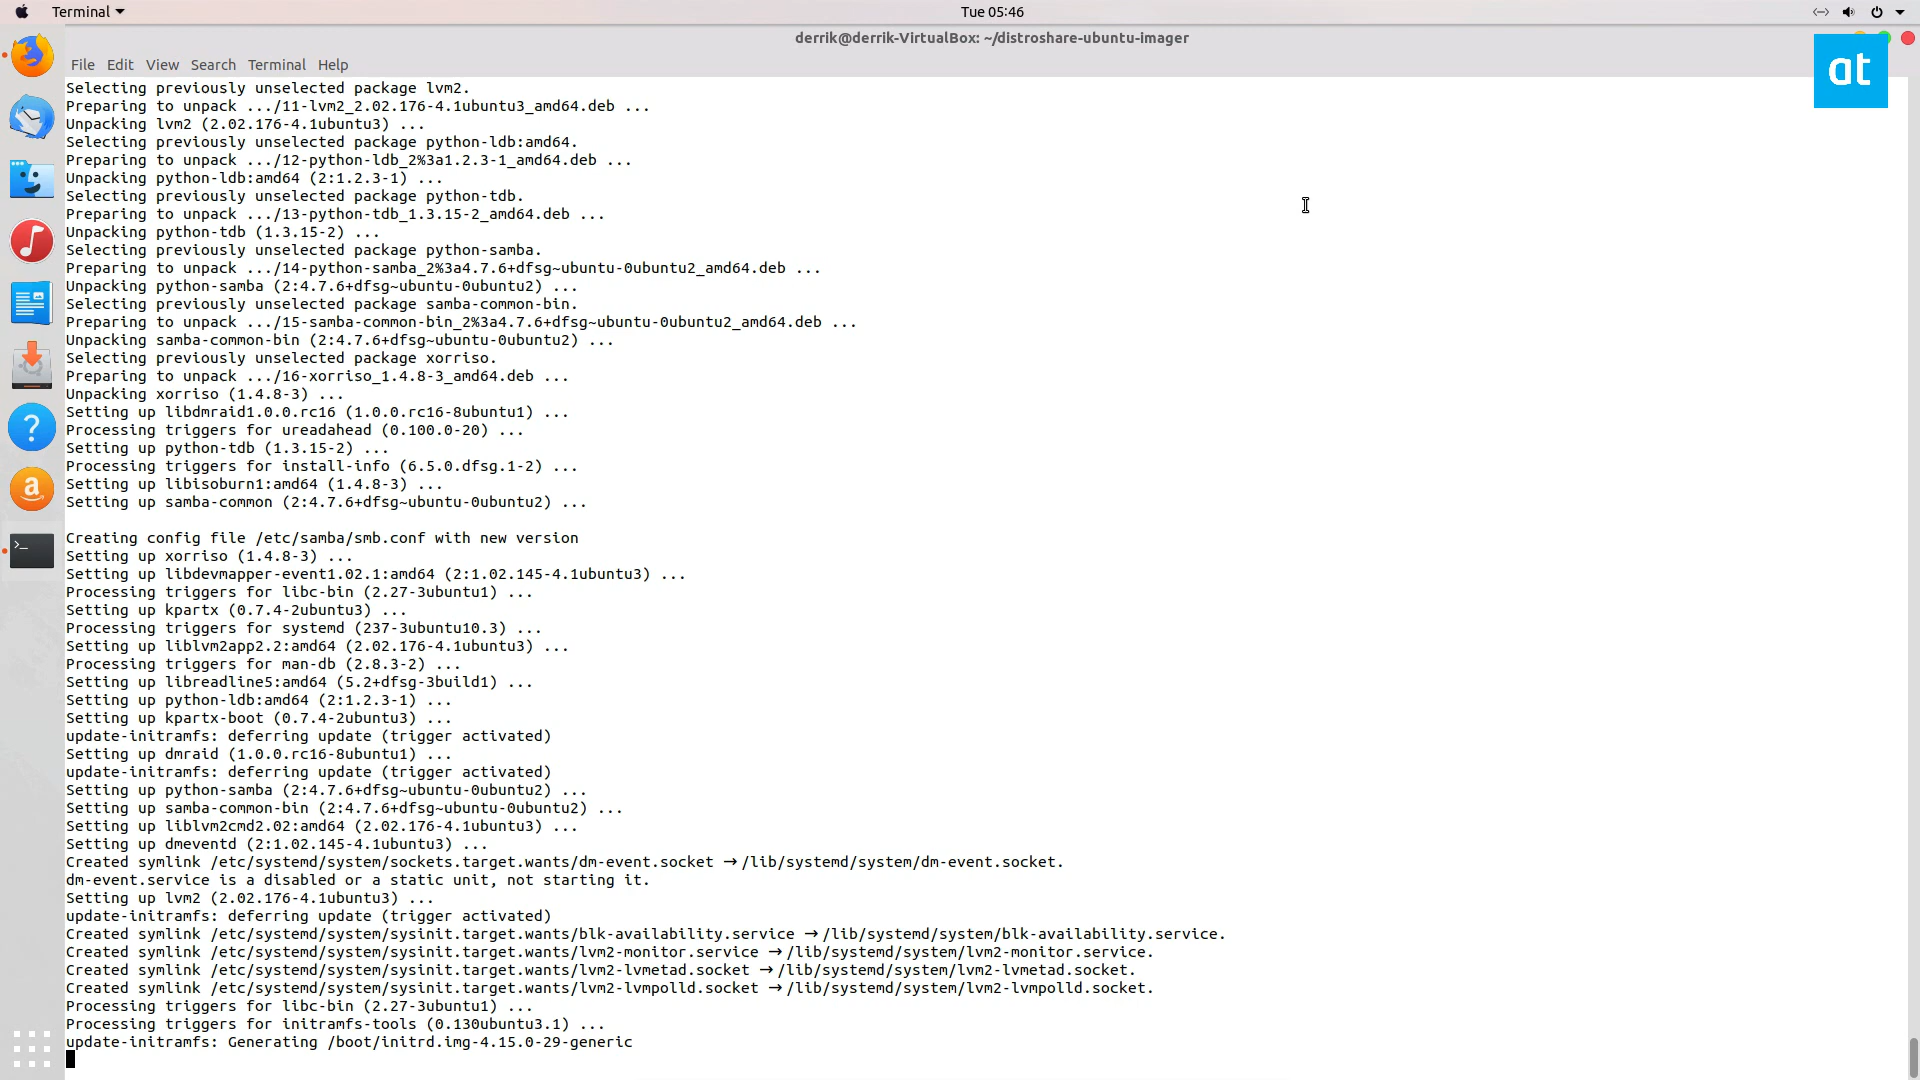 Terminal
Tue 05:46
derrik@derrik-VirtualBox: ~/distroshare-ubuntu-imager
at
File Edit View Search Terminal Help
Selecting previously unselected package lvm2.
Preparing to unpack .../11-lvm2_2.02.176-4.1ubuntu3_amd64.deb ...
Unpacking lvm2 (2.02.176-4.1ubuntu3) ...
Selecting previously unselected package python-ldb:amd64.
Preparing to unpack .../12-python-ldb_2%3a1.2.3-1_amd64.deb ...
Unpacking python-ldb:amd64 (2:1.2.3-1) ...
Selecting previously unselected package python-tdb.
Preparing to unpack .../13-python-tdb_1.3.15-2_amd64.deb ...
Unpacking python-tdb (1.3.15-2) ...
Selecting previously unselected package python-samba.
Preparing to unpack .../14-python-samba_2%3a4.7.6+dfsg~ubuntu-0ubuntu2_amd64.deb ...
Unpacking python-samba (2:4.7.6+dfsg~ubuntu-0ubuntu2) ...
Selecting previously unselected package samba-common-bin.
Preparing to unpack .../15-samba-common-bin_2%3a4.7.6+dfsg~ubuntu-0ubuntu2_amd64.deb ...
Unpacking samba-common-bin (2:4.7.6+dfsg~ubuntu-0ubuntu2) ...
Selecting previously unselected package xorriso.
Preparing to unpack .../16-xorriso_1.4.8-3_amd64.deb ...
Unpacking xorriso (1.4.8-3) ...
Setting up libdmraid1.0.0.rc16 (1.0.0.rc16-8ubuntu1) ...
Processing triggers for ureadahead (0.100.0-20) ...
Setting up python-tdb (1.3.15-2) ...
Processing triggers for install-info (6.5.0.dfsg.1-2) ...
Setting up libisoburn1:amd64 (1.4.8-3) ...
Setting up samba-common (2:4.7.6+dfsg~ubuntu-0ubuntu2) ...
Creating config file /etc/samba/smb.conf with new version
Setting up xorriso (1.4.8-3) ...
Setting up libdevmapper-event1.02.1:amd64 (2:1.02.145-4.1ubuntu3) ...
Processing triggers for libc-bin (2.27-3ubuntu1) ...
Setting up kpartx (0.7.4-2ubuntu3) ...
Processing triggers for systemd (237-3ubuntu10.3) ...
Setting up liblvm2app2.2:amd64 (2.02.176-4.1ubuntu3) ...
Processing triggers for man-db (2.8.3-2) ...
Setting up libreadline5:amd64 (5.2+dfsg-3build1) ...
Setting up python-ldb:amd64 (2:1.2.3-1) ...
Setting up kpartx-boot (0.7.4-2ubuntu3) ...
update-initramfs: deferring update (trigger activated)
Setting up dmraid (1.0.0.rc16-8ubuntu1) ...
update-initramfs: deferring update (trigger activated)
Setting up python-samba (2:4.7.6+dfsg~ubuntu-0ubuntu2) ...
Setting up samba-common-bin (2:4.7.6+dfsg~ubuntu-0ubuntu2) ...
Setting up liblvm2cmd2.02:amd64 (2.02.176-4.1ubuntu3) ...
Setting up dmeventd (2:1.02.145-4.1ubuntu3) ...
Created symlink /etc/systemd/system/sockets.target.wants/dm-event.socket → /lib/systemd/system/dm-event.socket.
dm-event.service is a disabled or a static unit, not starting it.
Setting up lvm2 (2.02.176-4.1ubuntu3) ...
update-initramfs: deferring update (trigger activated)
Created symlink /etc/systemd/system/sysinit.target.wants/blk-availability.service → /lib/systemd/system/blk-availability.service.
Created symlink /etc/systemd/system/sysinit.target.wants/lvm2-monitor.service → /lib/systemd/system/lvm2-monitor.service.
Created symlink /etc/systemd/system/sysinit.target.wants/lvm2-lvmetad.socket → /lib/systemd/system/lvm2-lvmetad.socket.
Created symlink /etc/systemd/system/sysinit.target.wants/lvm2-lvmpolld.socket → /lib/systemd/system/lvm2-lvmpolld.socket.
Processing triggers for libc-bin (2.27-3ubuntu1) ...
Processing triggers for initramfs-tools (0.130ubuntu3.1) ...
update-initramfs: Generating /boot/initrd.img-4.15.0-29-generic